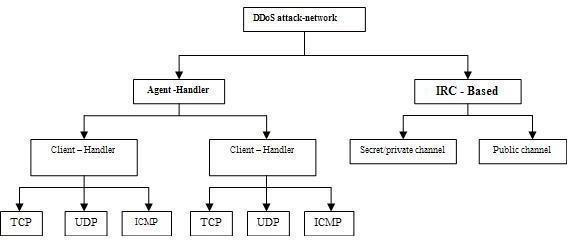 DDoS attack-network
Agent -Handler
IRC - Based
Client – Handler
Client – Handler
Secret/private channel
Public channel
TCP
UDP
ICMP
TCP
UDP
ICMP